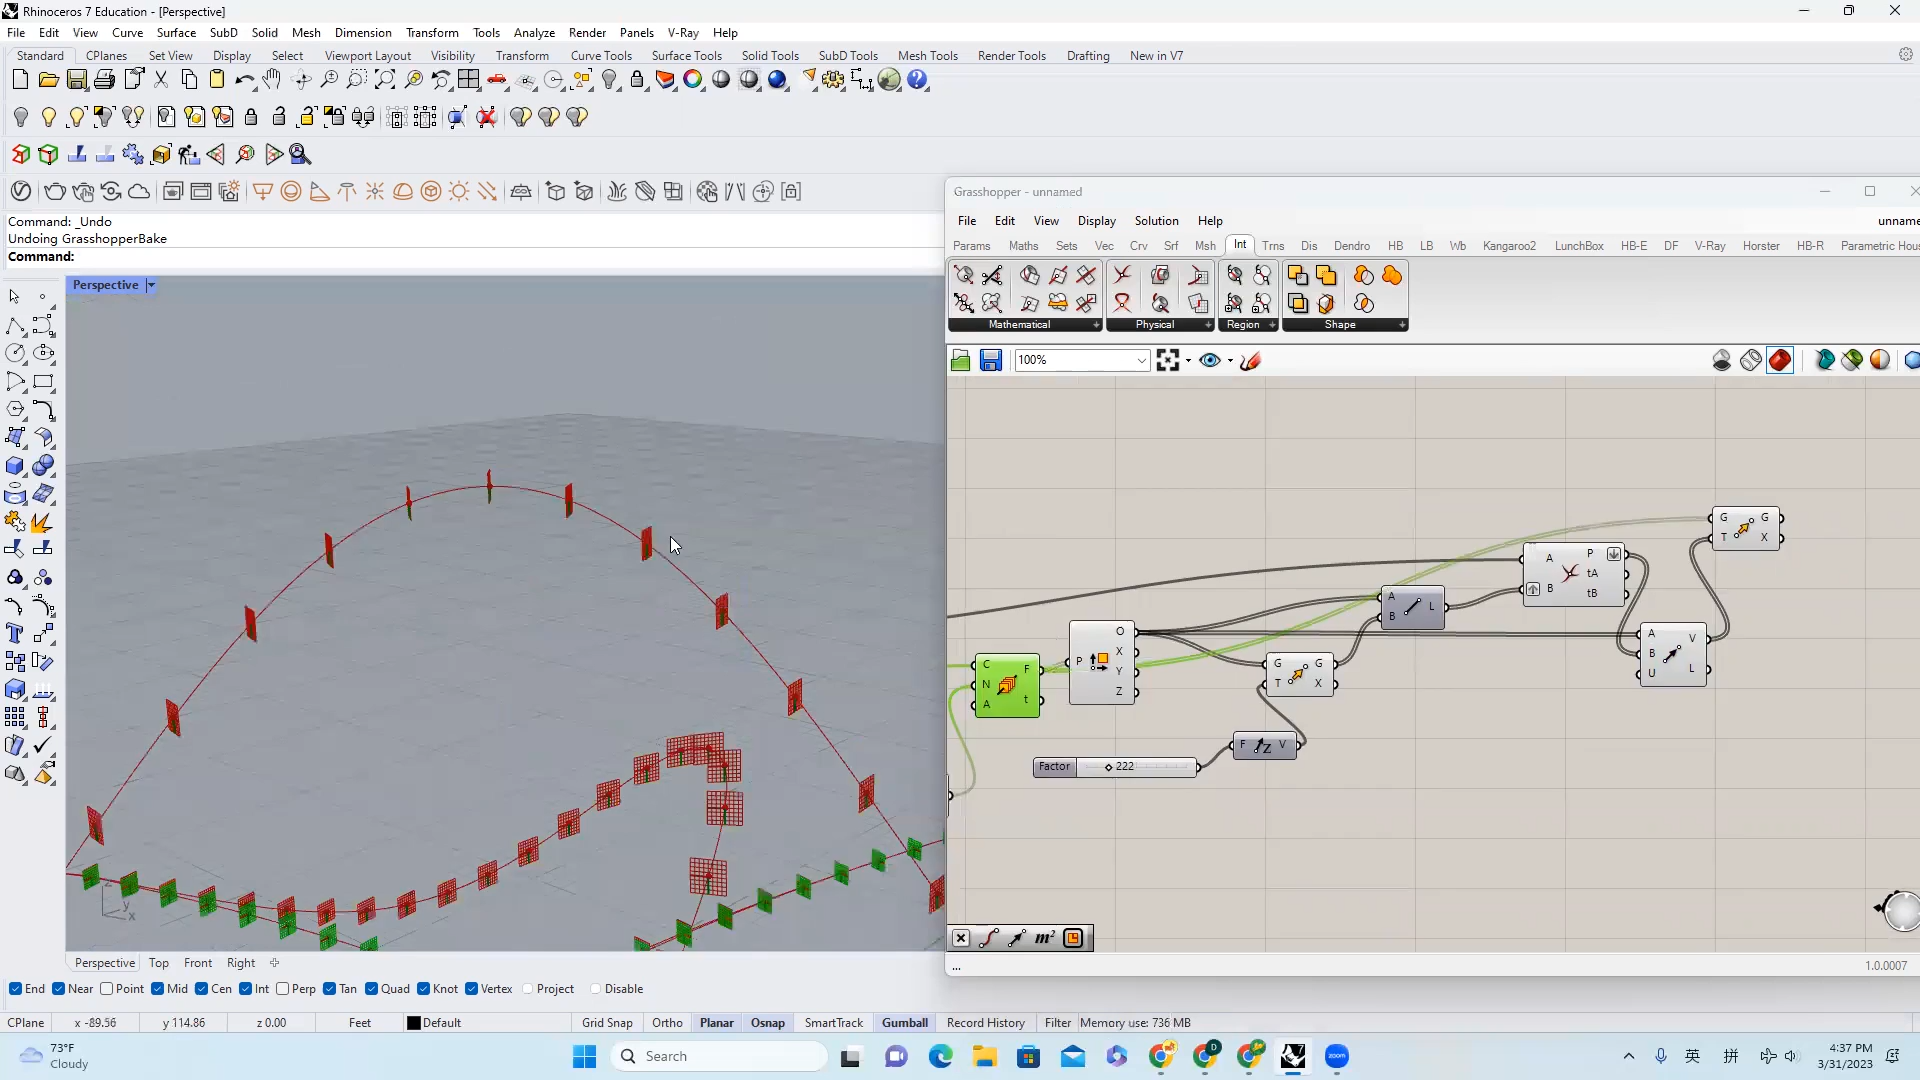 Rhinoceros 7 Education - [Perspective]
File Edit View Curve Surface SubD Solid Mesh Dimension Transform Tools Analyze Render Panels V-Ray Help
Standard CPlanes Set View Display Select Viewport Layout Visibility Transform Curve Tools Surface Tools Solid Tools SubD Tools Mesh Tools Render Tools Drafting New in V7
Command: _Undo
Undoing GrasshopperBake
Command:
Perspective
Grasshopper - unnamed
File Edit View Display Solution Help unname
Params Maths Sets Vec Crv Srf Msh Int Trns Dis Dendro HB LB Wb Kangaroo2 LunchBox HB-E DF V-Ray Horster HB-R Parametric Hou
Mathematical Physical Region Shape
100%
G G
T X
A P
tA
B tB
A L
B
A V
B
U L
O
P X
Y
Z
C F
N
A t
G G
T X
F Z V
Factor 222
m²
...
1.0.0007
z y x
Perspective Top Front Right
End Near Point Mid Cen Int Perp Tan Quad Knot Vertex Project Disable
CPlane x -89.56 y 114.86 z 0.00 Feet Default Grid Snap Ortho Planar Osnap SmartTrack Gumball Record History Filter Memory use: 736 MB
73°F
Cloudy
Search
D
zoom
英 拼
4:37 PM
3/31/2023